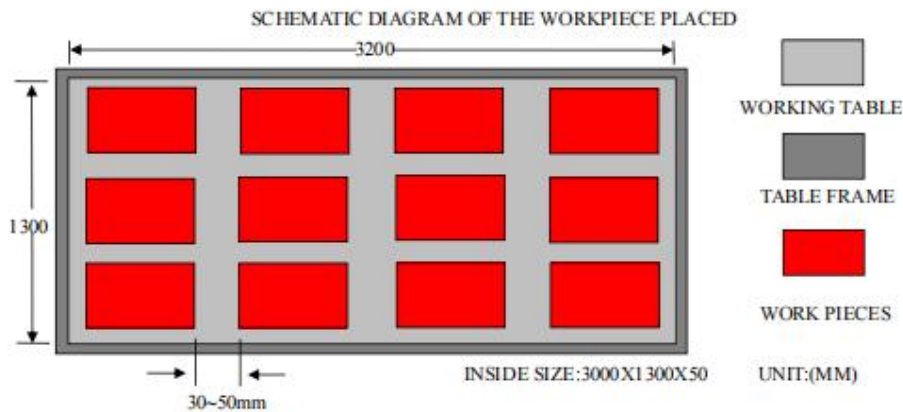 SCHEMATIC DIAGRAM OF THE WORKPIECE PLACED
3200
WORKING TABLE
TABLE FRAME
1300
WORK PIECES
INSIDE SIZE:3000X1300X50 UNIT:(MM)
30~50mm